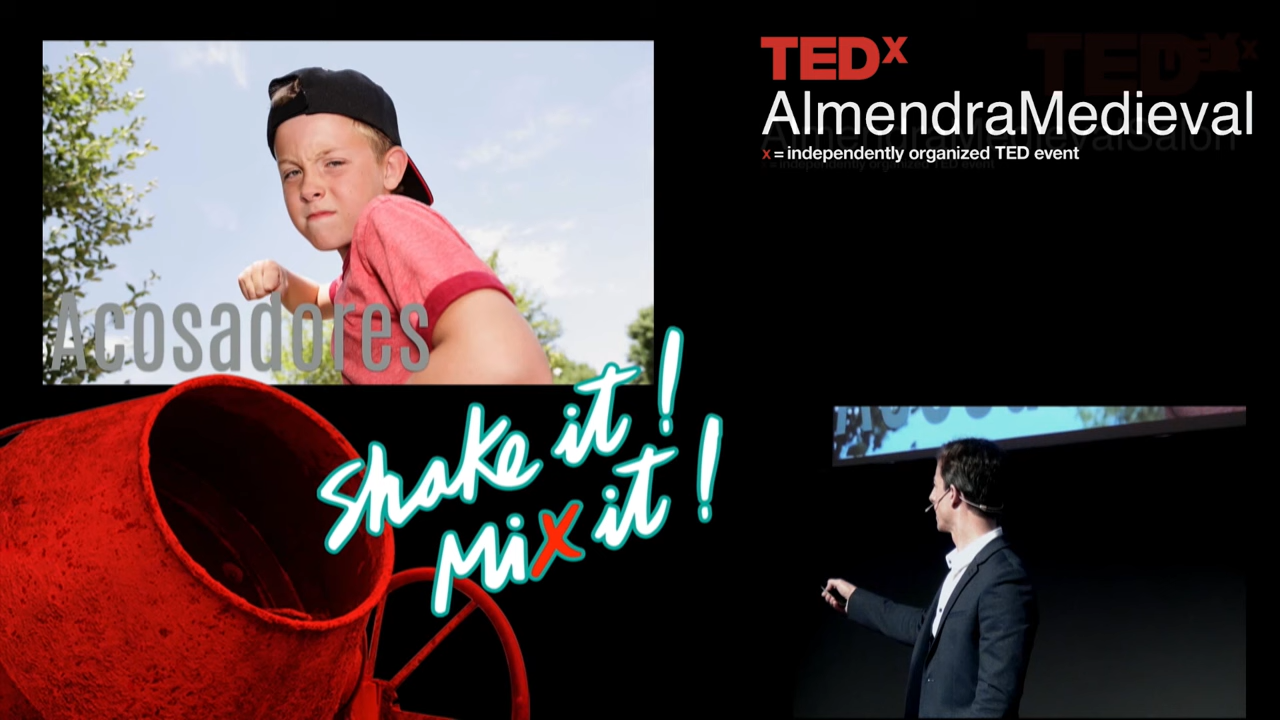 TEDx
AlmendraMedieval
x = independently organized TED event
Acosadores
Shake it!
Mix it!